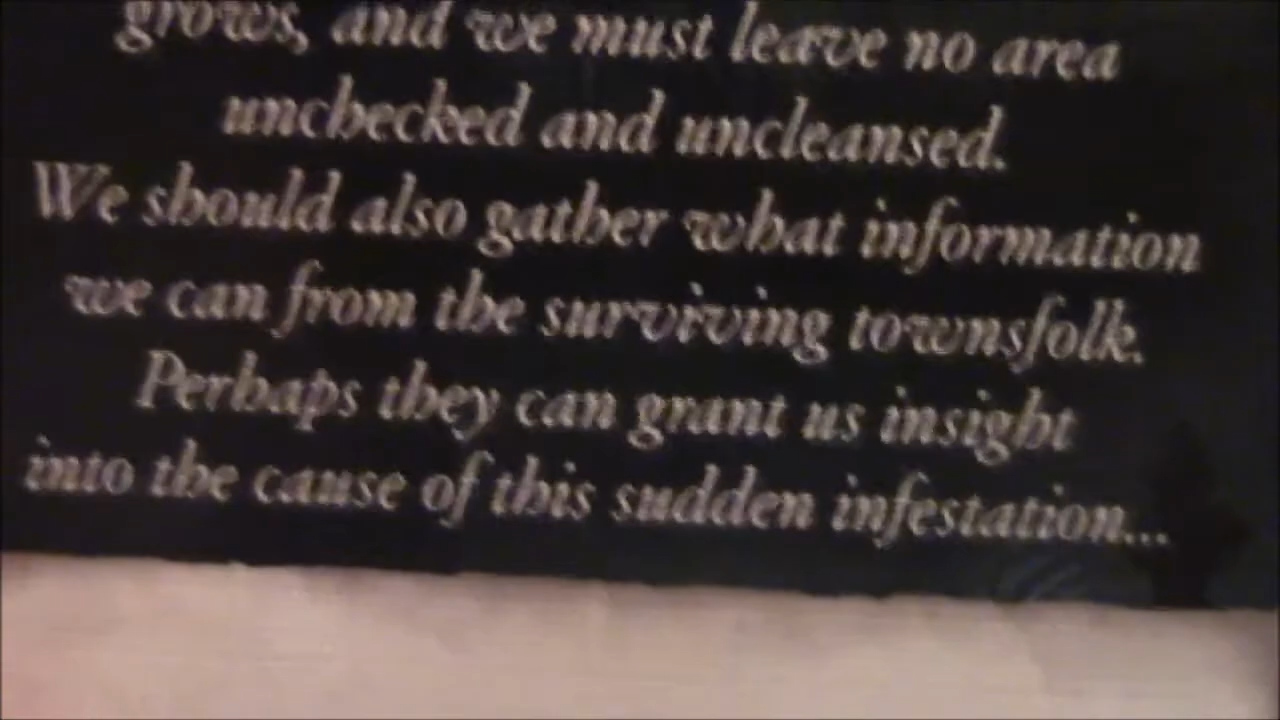 grows, and we must leave no area
unchecked and uncleansed.
We should also gather what information
we can from the surviving townsfolk.
Perhaps they can grant us insight
into the cause of this sudden infestation...